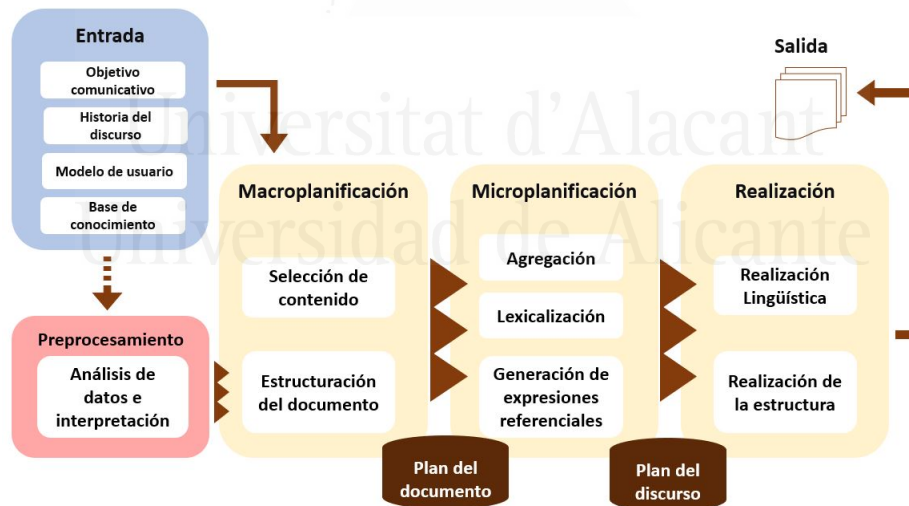 Entrada
Objetivo
comunicativo
Historia del
discurso
Modelo de usuario
Base de
conocimiento
Preprocesamiento
Análisis de
datos e
interpretación
Macroplanificación
Selección de
contenido
Estructuración
del documento
Plan del
documento
Microplanificación
Agregación
Lexicalización
Generación de
expresiones
referenciales
Plan del
discurso
Realización
Realización
Lingüística
Realización de
la estructura
Salida
Universitat d'Alacant
Universidad de Alicante